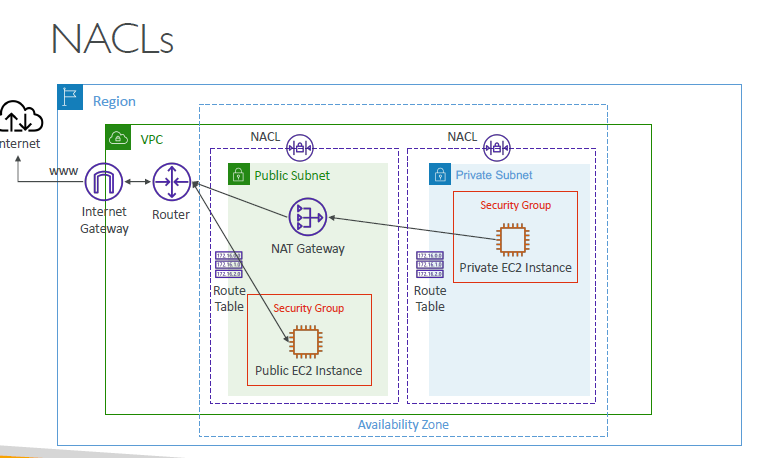 NACLs
Region
nternet
VPC
NACL
NACL
www
Public Subnet
Private Subnet
Security Group
Internet
Gateway
Router
NAT Gateway
Private EC2 Instance
172.16.0.0
172.16.1.0
172.16.2.0
172.16.0.0
172.16.1.0
172.16.2.0
Route
Table
Route
Table
Security Group
Public EC2 Instance
Availability Zone